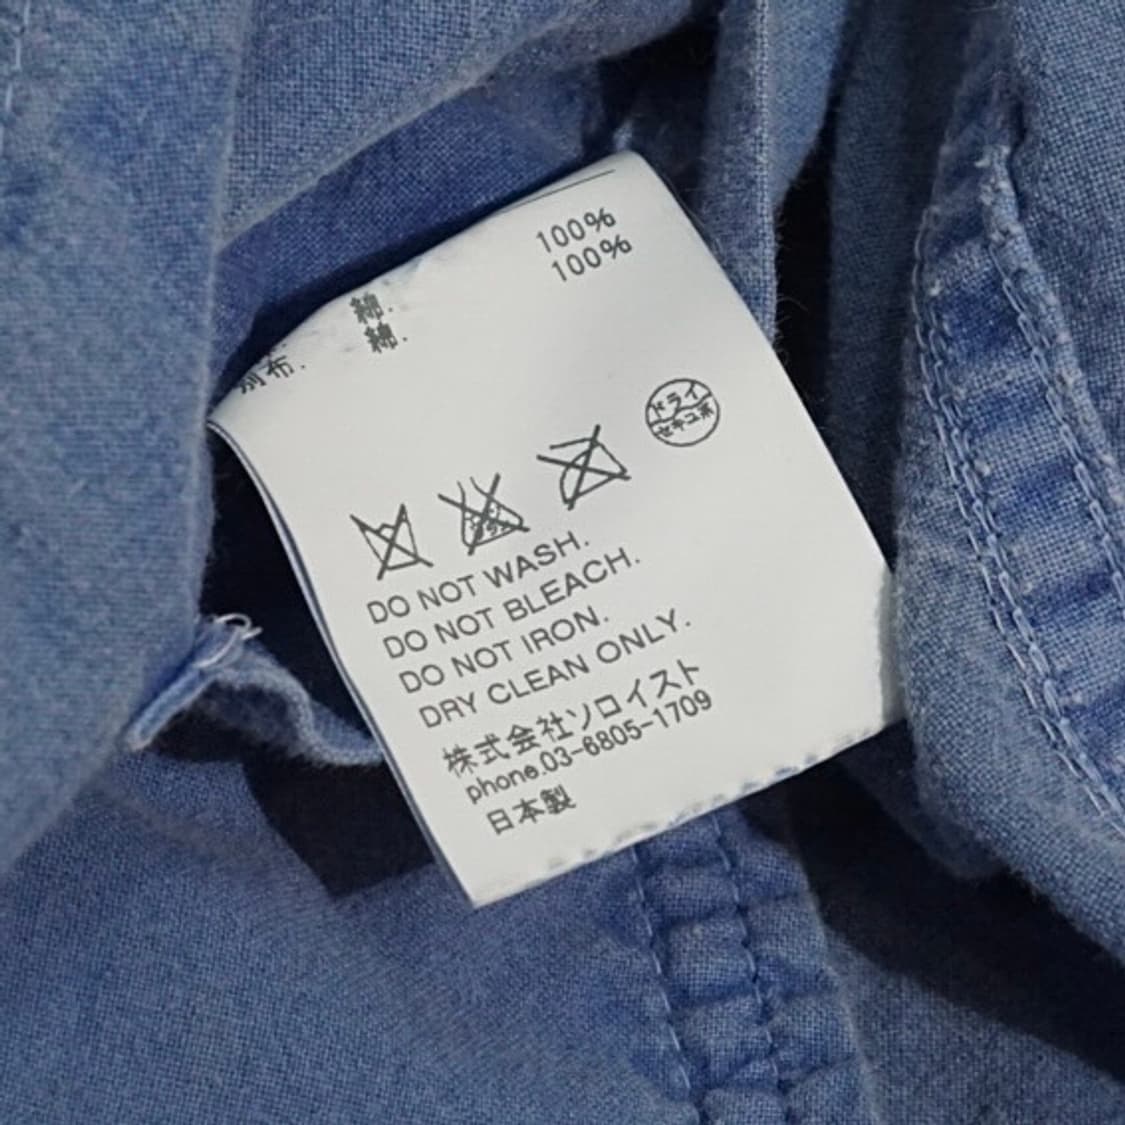 綿. 100%
別布. 綿. 100%
ドライ
セキユ系
DO NOT WASH.
DO NOT BLEACH.
DO NOT IRON.
DRY CLEAN ONLY.
株式会社ソロイスト
phone.03-6805-1709
日本製